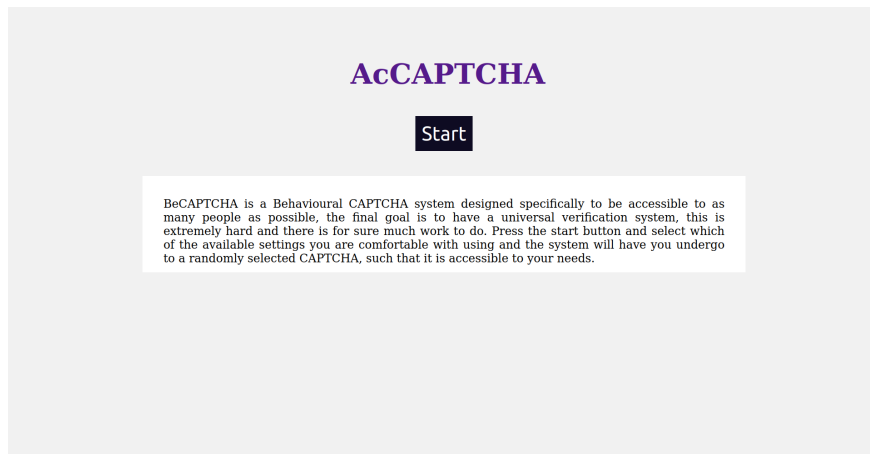 AcCAPTCHA
Start
BeCAPTCHA is a Behavioural CAPTCHA system designed specifically to be accessible to as
many people as possible, the final goal is to have a universal verification system, this is
extremely hard and there is for sure much work to do. Press the start button and select which
of the available settings you are comfortable with using and the system will have you undergo
to a randomly selected CAPTCHA, such that it is accessible to your needs.